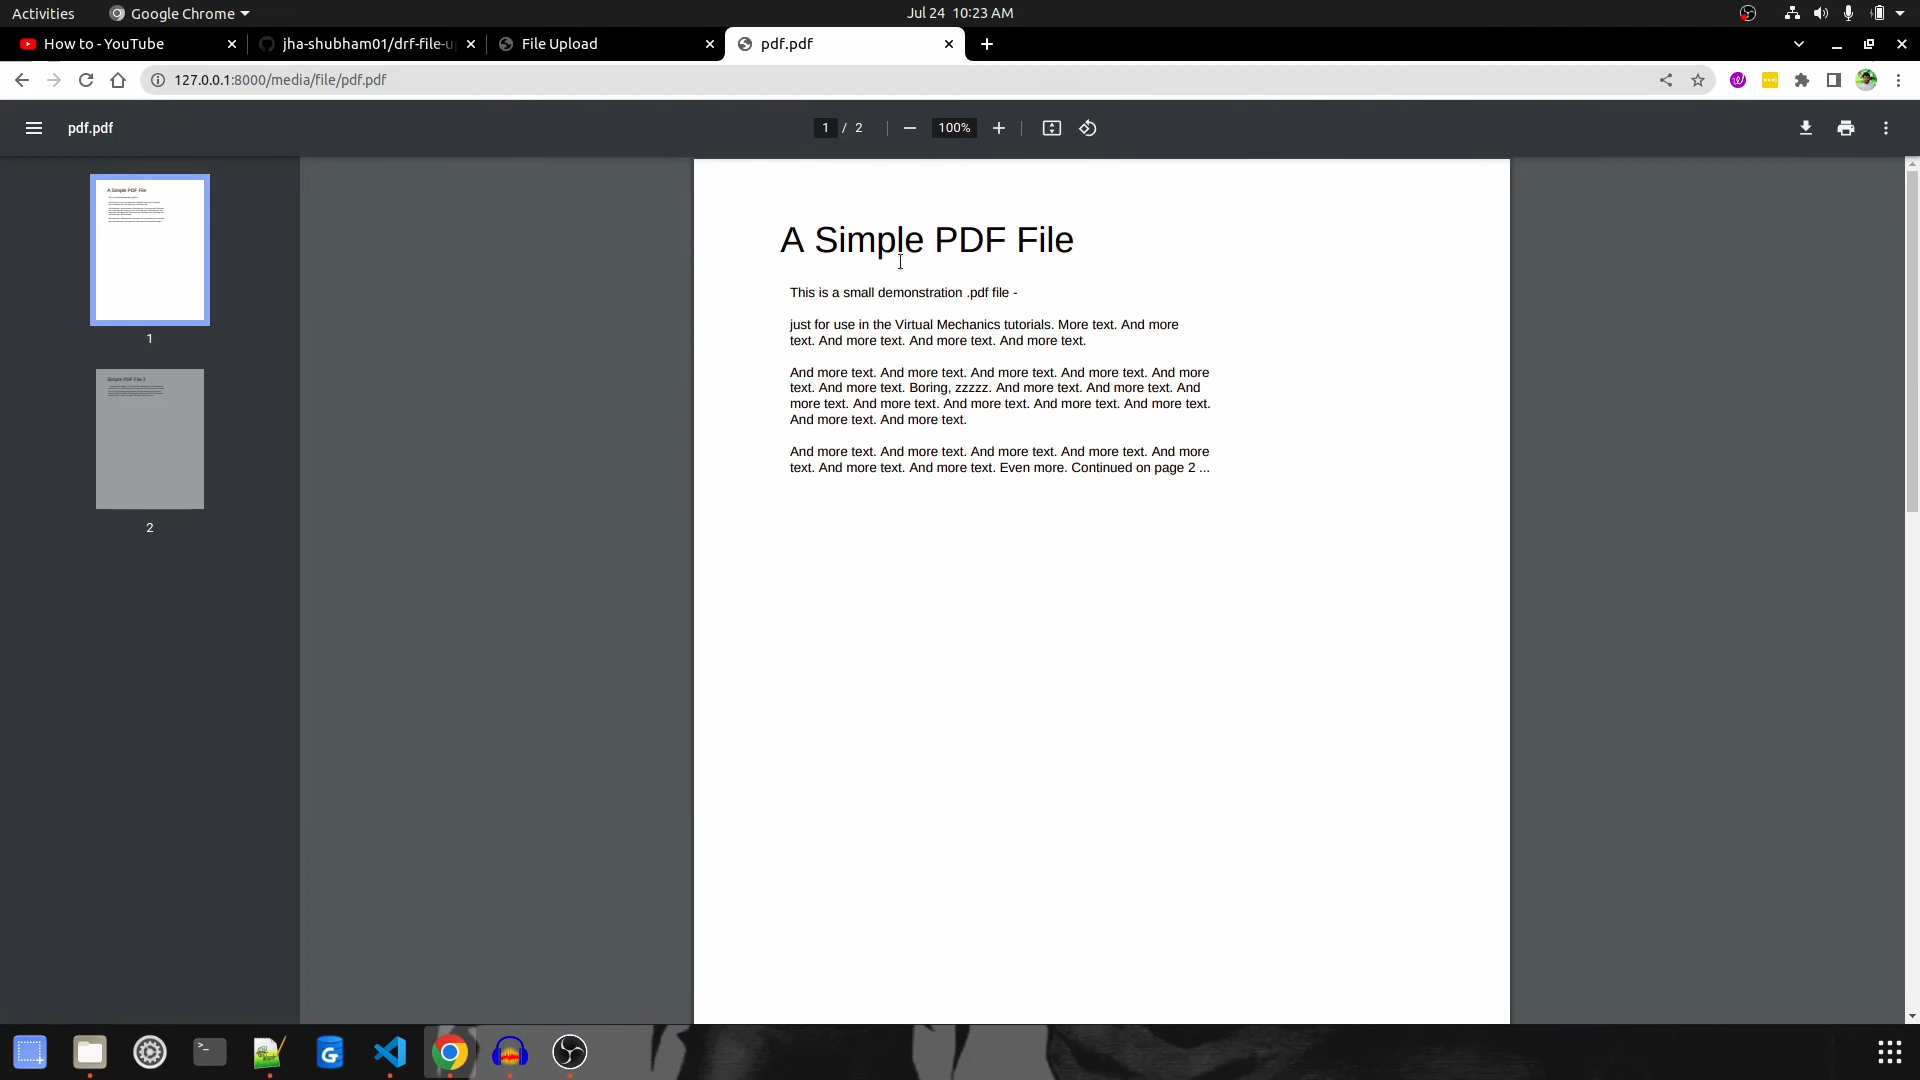 Activities
Google Chrome
Jul 24 10:23 AM
How to - YouTube
jha-shubham01/drf-file-u
File Upload
pdf.pdf
127.0.0.1:8000/media/file/pdf.pdf
pdf.pdf
1 / 2
100%
A Simple PDF File
1
Simple PDF File 2
2
A Simple PDF File
This is a small demonstration .pdf file -
just for use in the Virtual Mechanics tutorials. More text. And more
text. And more text. And more text. And more text.
And more text. And more text. And more text. And more text. And more
text. And more text. Boring, zzzzz. And more text. And more text. And
more text. And more text. And more text. And more text. And more text.
And more text. And more text.
And more text. And more text. And more text. And more text. And more
text. And more text. And more text. Even more. Continued on page 2 ...